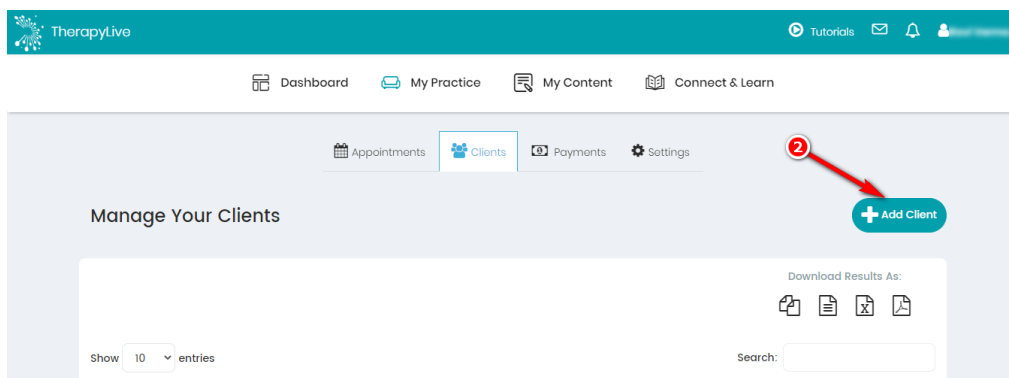 TherapyLive
Tutorials
Dashboard My Practice My Content Connect & Learn
Appointments Clients Payments Settings
2
Manage Your Clients
Add Client
Download Results As:
Show 10 entries
Search: